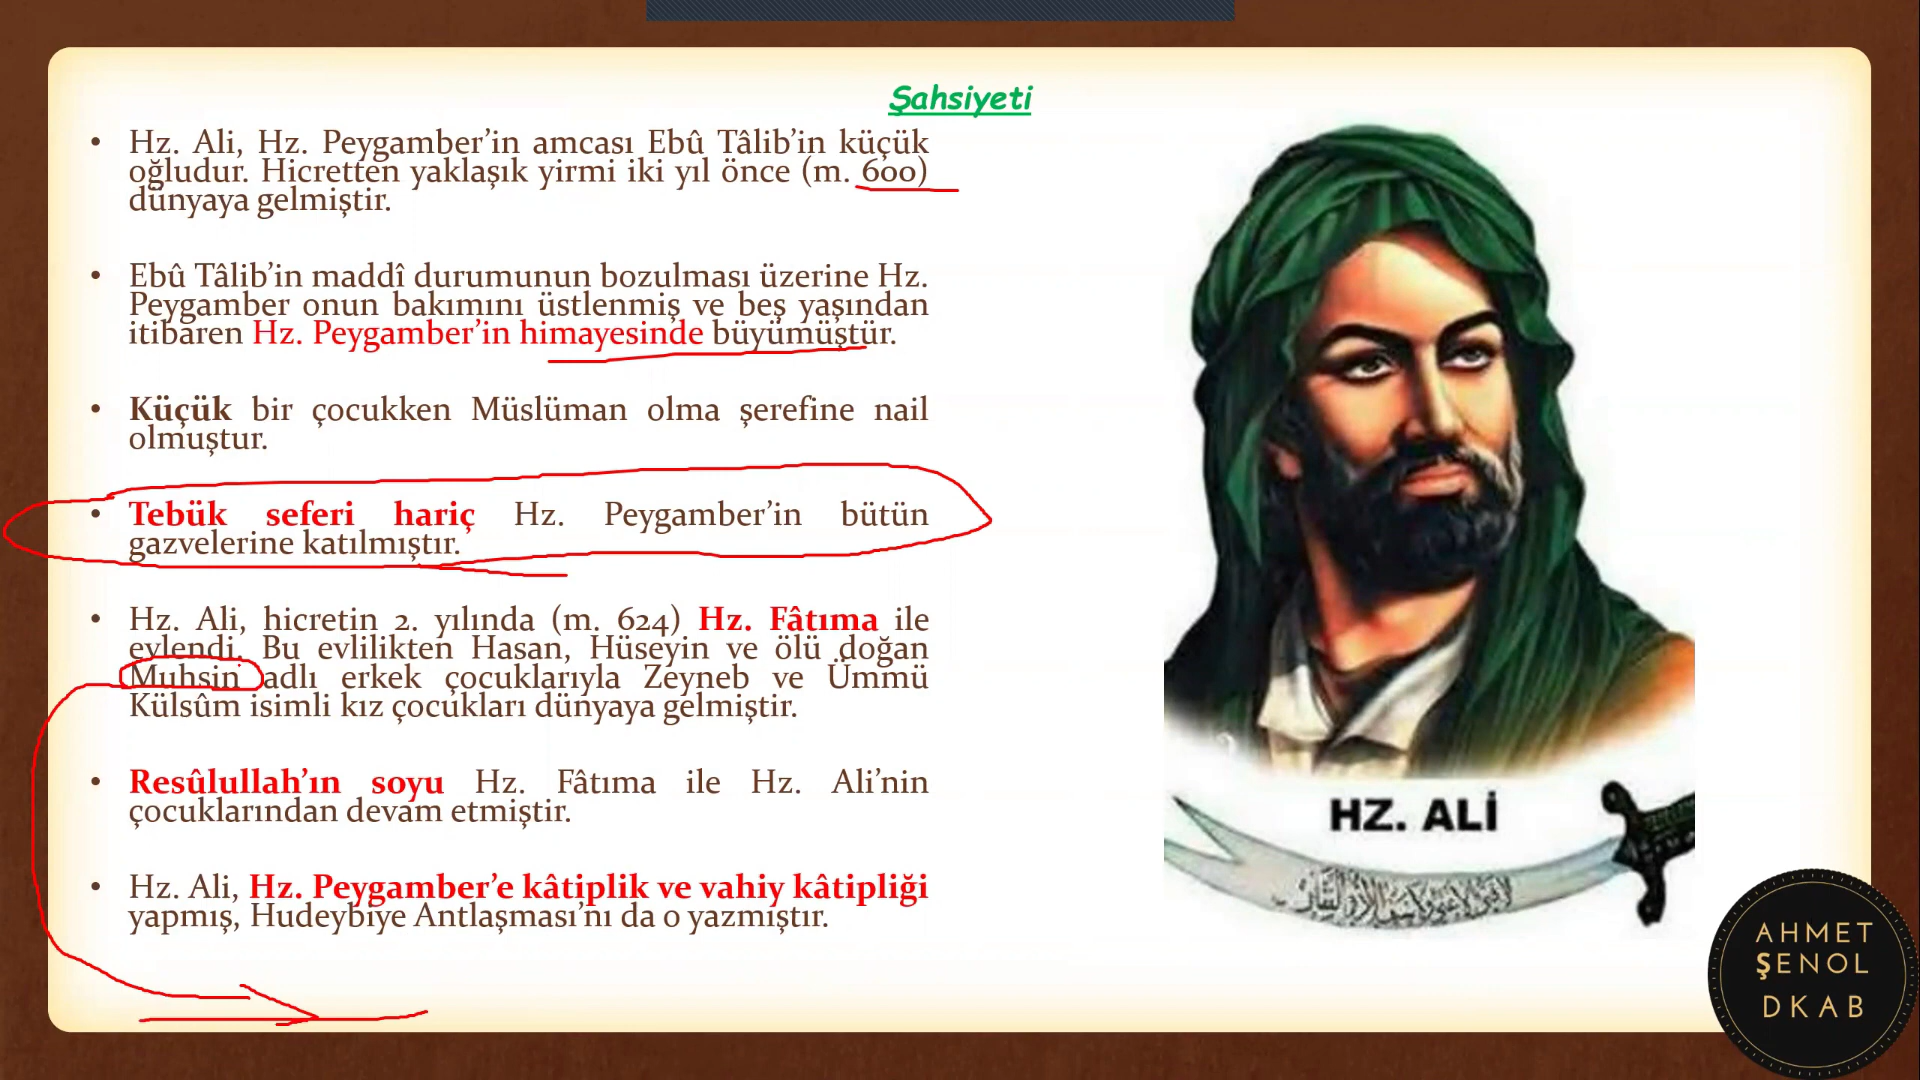 Şahsiyeti
• Hz. Ali, Hz. Peygamber’in amcası Ebû Tâlib’in küçük
oğludur. Hicretten yaklaşık yirmi iki yıl önce (m. 600)
dünyaya gelmiştir.
• Ebû Tâlib’in maddî durumunun bozulması üzerine Hz.
Peygamber onun bakımını üstlenmiş ve beş yaşından
itibaren Hz. Peygamber’in himayesinde büyümüştür.
• Küçük bir çocukken Müslüman olma şerefine nail
olmuştur.
• Tebük seferi hariç Hz. Peygamber’in bütün
gazvelerine katılmıştır.
• Hz. Ali, hicretin 2. yılında (m. 624) Hz. Fâtıma ile
evlendi. Bu evlilikten Hasan, Hüseyin ve ölü doğan
Muhsin adlı erkek çocuklarıyla Zeyneb ve Ümmü
Külsûm isimli kız çocukları dünyaya gelmiştir.
• Resûlullah’ın soyu Hz. Fâtıma ile Hz. Ali’nin
çocuklarından devam etmiştir.
• Hz. Ali, Hz. Peygamber’e kâtiplik ve vahiy kâtipliği
yapmış, Hudeybiye Antlaşması’nı da o yazmıştır.
HZ. ALİ
AHMET
ŞENOL
DKAB